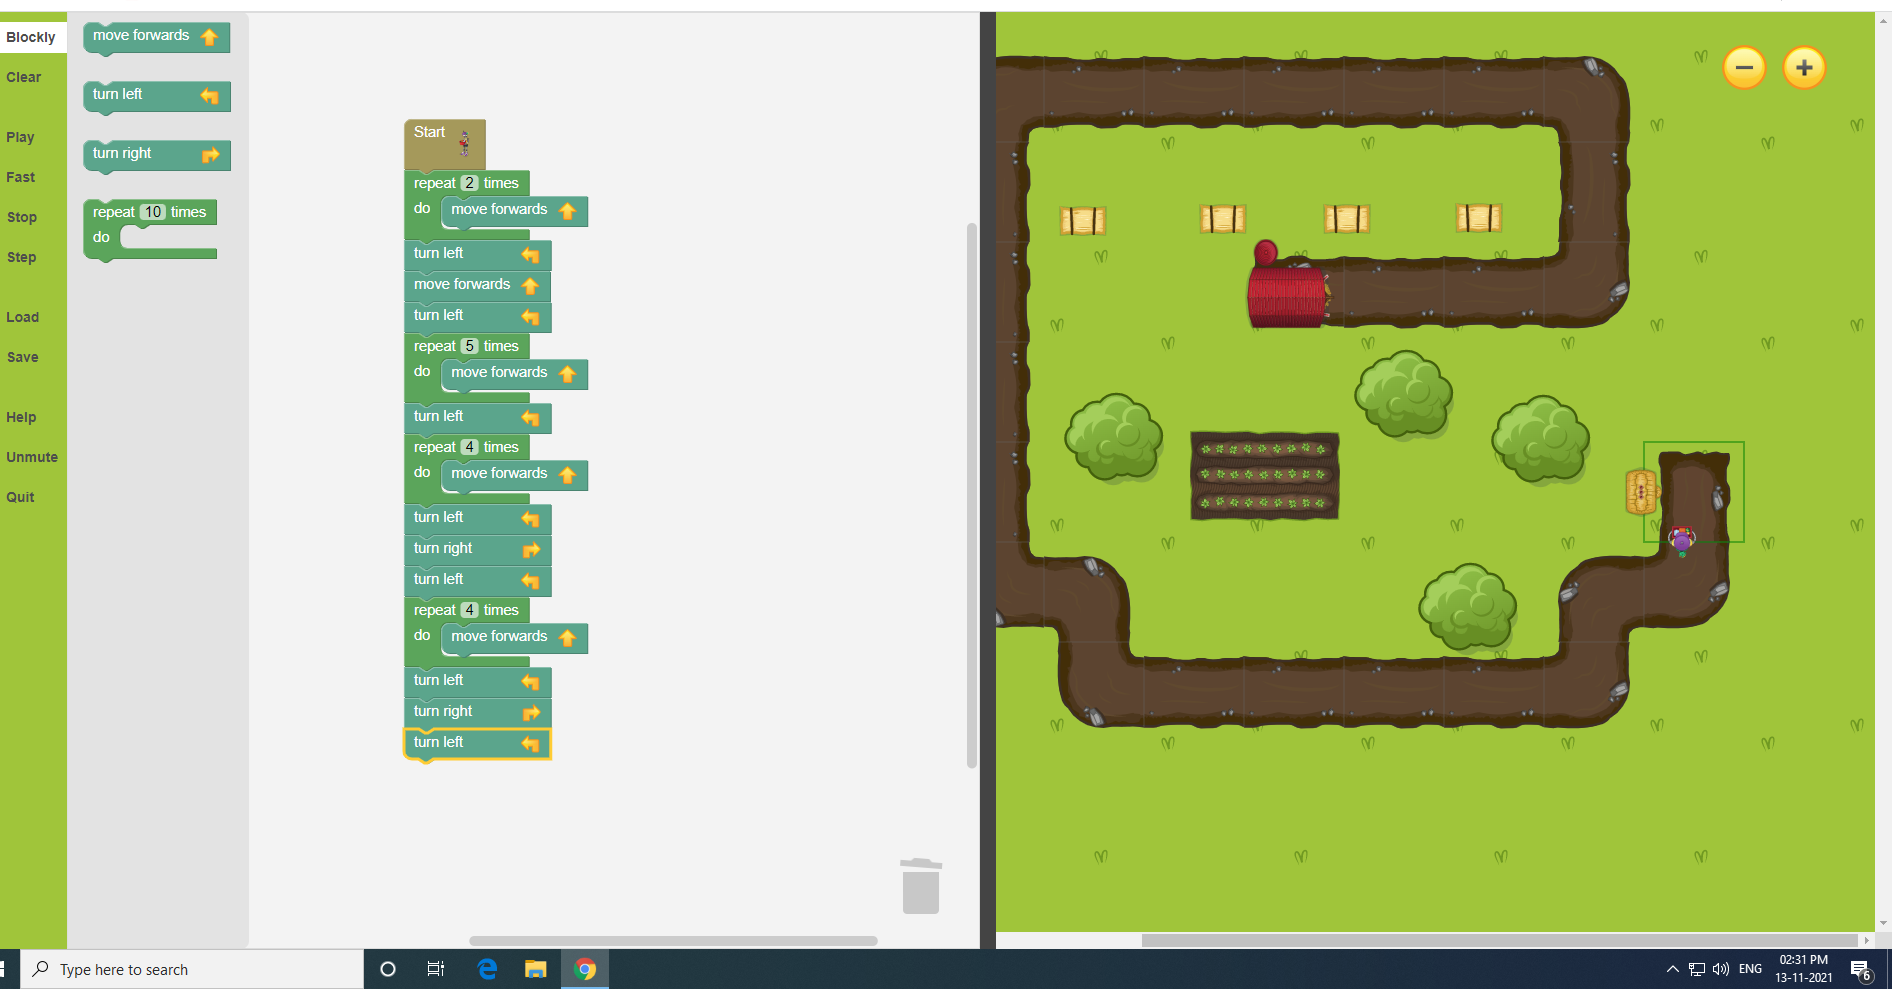 Blockly
Clear
Play
Fast
Stop
Step
Load
Save
Help
Unmute
Quit
move forwards
turn left
turn right
repeat 10 times
do
Start
repeat 2 times
do move forwards
turn left
move forwards
turn left
repeat 5 times
do move forwards
turn left
repeat 4 times
do move forwards
turn left
turn right
turn left
repeat 4 times
do move forwards
turn left
turn right
turn left
Type here to search
ENG
02:31 PM
13-11-2021
6